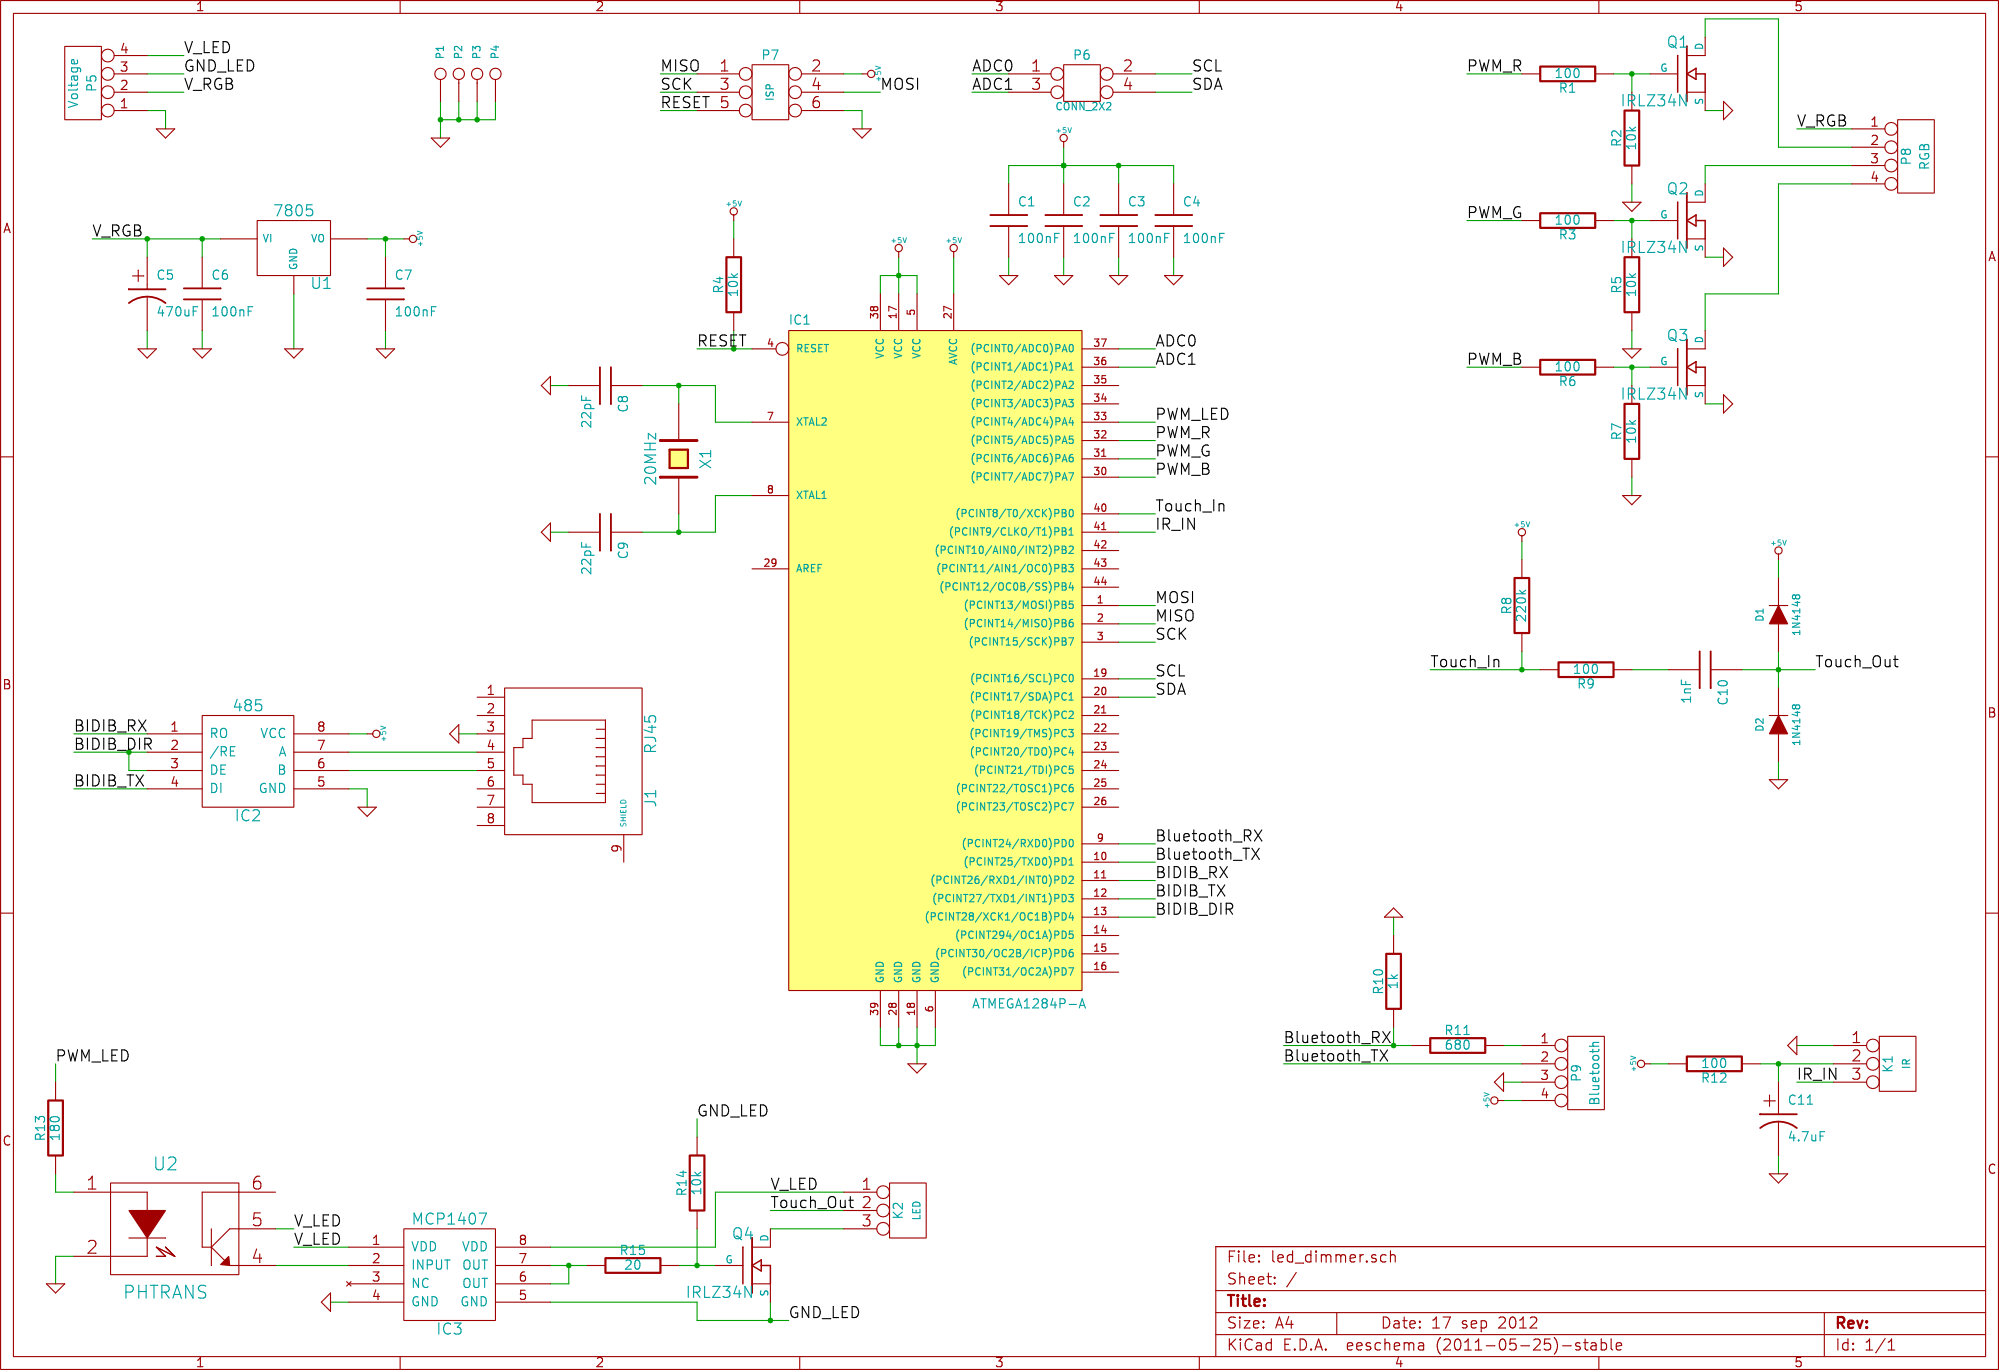 1 2 3 4 5
A B C
A B C
Voltage
P5
4 V_LED
3 GND_LED
2 V_RGB
1
P1 P2 P3 P4
P7
ISP
MISO 1 2 +5V
SCK 3 4 MOSI
RESET 5 6
P6
ADC0 1 2 SCL
ADC1 3 4 SDA
CONN_2X2
+5V
C1 C2 C3 C4
100nF 100nF 100nF 100nF
PWM_R
100
R1
Q1
G D S
IRLZ34N
R2
10k
V_RGB 1
2
3
4
P8
RGB
PWM_G
100
R3
Q2
G D S
IRLZ34N
R5
10k
PWM_B
100
R6
Q3
G D S
IRLZ34N
R7
10k
V_RGB
7805
VI VO
GND
U1
+5V
C5
470uF
C6
100nF
C7
100nF
+5V
R4
10k
RESET
+5V +5V
38 17 5 27
IC1
VCC VCC VCC AVCC
4 RESET
7 XTAL2
8 XTAL1
29 AREF
22pF
C8
20MHz
X1
22pF
C9
(PCINT0/ADC0)PA0 37 ADC0
(PCINT1/ADC1)PA1 36 ADC1
(PCINT2/ADC2)PA2 35
(PCINT3/ADC3)PA3 34
(PCINT4/ADC4)PA4 33 PWM_LED
(PCINT5/ADC5)PA5 32 PWM_R
(PCINT6/ADC6)PA6 31 PWM_G
(PCINT7/ADC7)PA7 30 PWM_B
(PCINT8/T0/XCK)PB0 40 Touch_In
(PCINT9/CLKO/T1)PB1 41 IR_IN
(PCINT10/AIN0/INT2)PB2 42
(PCINT11/AIN1/OC0)PB3 43
(PCINT12/OC0B/SS)PB4 44
(PCINT13/MOSI)PB5 1 MOSI
(PCINT14/MISO)PB6 2 MISO
(PCINT15/SCK)PB7 3 SCK
(PCINT16/SCL)PC0 19 SCL
(PCINT17/SDA)PC1 20 SDA
(PCINT18/TCK)PC2 21
(PCINT19/TMS)PC3 22
(PCINT20/TDO)PC4 23
(PCINT21/TDI)PC5 24
(PCINT22/TOSC1)PC6 25
(PCINT23/TOSC2)PC7 26
(PCINT24/RXD0)PD0 9 Bluetooth_RX
(PCINT25/TXD0)PD1 10 Bluetooth_TX
(PCINT26/RXD1/INT0)PD2 11 BIDIB_RX
(PCINT27/TXD1/INT1)PD3 12 BIDIB_TX
(PCINT28/XCK1/OC1B)PD4 13 BIDIB_DIR
(PCINT294/OC1A)PD5 14
(PCINT30/OC2B/ICP)PD6 15
(PCINT31/OC2A)PD7 16
GND GND GND GND
39 28 18 6
ATMEGA1284P-A
+5V
R8
220k
Touch_In
100
R9
1nF
C10
+5V
D1
1N4148
Touch_Out
D2
1N4148
485
BIDIB_RX 1 RO VCC 8 +5V
BIDIB_DIR 2 /RE A 7
3 DE B 6
BIDIB_TX 4 DI GND 5
IC2
1
2
3
4
5
6
7
8
9
SHIELD
RJ45
J1
R10
1k
Bluetooth_RX
Bluetooth_TX
R11
680
1
2
3
4
+5V
P9
Bluetooth
+5V
100
R12
1
2
IR_IN 3
K1
IR
C11
4.7uF
PWM_LED
R13
180
U2
1 6
5 V_LED
2 4
PHTRANS
V_LED
MCP1407
1 VDD VDD 8
2 INPUT OUT 7
3 NC OUT 6
4 GND GND 5
IC3
GND_LED
R14
10k
R15
20
Q4
G D S
IRLZ34N
GND_LED
V_LED 1
Touch_Out 2
3
K2
LED
File: led_dimmer.sch
Sheet: /
Title:
Size: A4 Date: 17 sep 2012 Rev:
KiCad E.D.A. eeschema (2011-05-25)-stable Id: 1/1
1 2 3 4 5